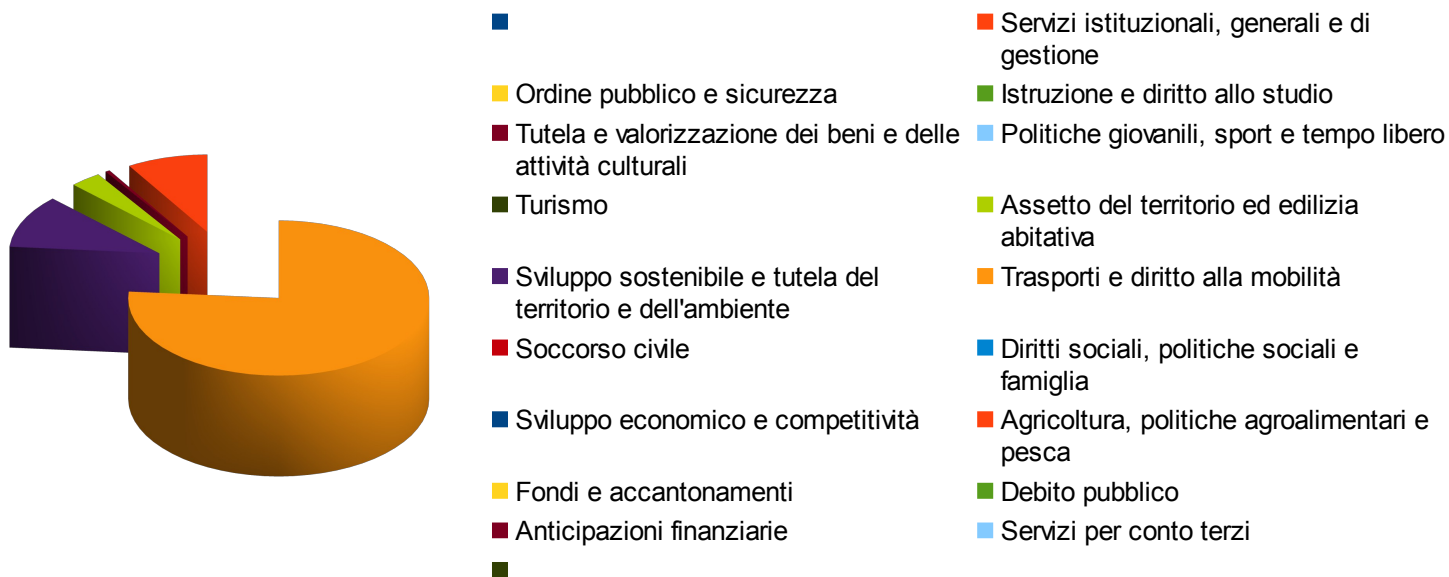 Servizi istituzionali, generali e di
gestione
Ordine pubblico e sicurezza
Istruzione e diritto allo studio
Tutela e valorizzazione dei beni e delle
attività culturali
Politiche giovanili, sport e tempo libero
Turismo
Assetto del territorio ed edilizia
abitativa
Sviluppo sostenibile e tutela del
territorio e dell'ambiente
Trasporti e diritto alla mobilità
Soccorso civile
Diritti sociali, politiche sociali e
famiglia
Sviluppo economico e competitività
Agricoltura, politiche agroalimentari e
pesca
Fondi e accantonamenti
Debito pubblico
Anticipazioni finanziarie
Servizi per conto terzi